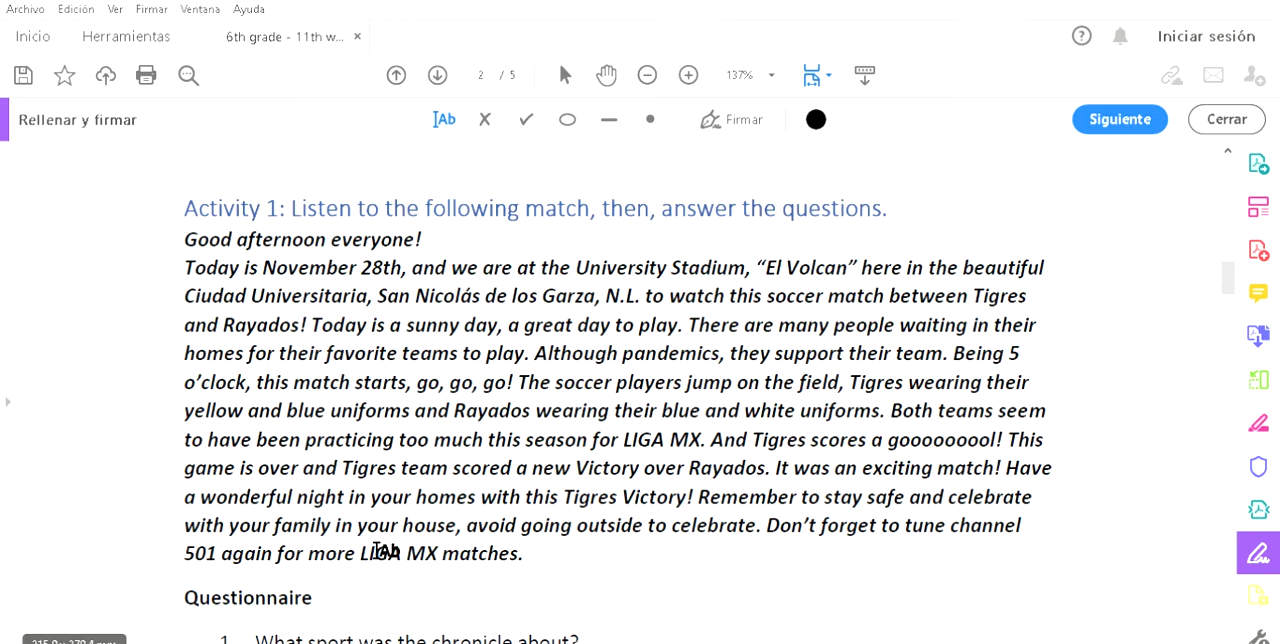 Archivo Edición Ver Firmar Ventana Ayuda
Inicio Herramientas 6th grade - 11th w... × Iniciar sesión
2 / 5 137%
Rellenar y firmar Ab Firmar Siguiente Cerrar
Activity 1: Listen to the following match, then, answer the questions.
Good afternoon everyone!
Today is November 28th, and we are at the University Stadium, “El Volcan” here in the beautiful
Ciudad Universitaria, San Nicolás de los Garza, N.L. to watch this soccer match between Tigres
and Rayados! Today is a sunny day, a great day to play. There are many people waiting in their
homes for their favorite teams to play. Although pandemics, they support their team. Being 5
o’clock, this match starts, go, go, go! The soccer players jump on the field, Tigres wearing their
yellow and blue uniforms and Rayados wearing their blue and white uniforms. Both teams seem
to have been practicing too much this season for LIGA MX. And Tigres scores a goooooool! This
game is over and Tigres team scored a new Victory over Rayados. It was an exciting match! Have
a wonderful night in your homes with this Tigres Victory! Remember to stay safe and celebrate
with your family in your house, avoid going outside to celebrate. Don’t forget to tune channel
501 again for more LIGA MX matches.
Questionnaire
1. What sport was the chronicle about?